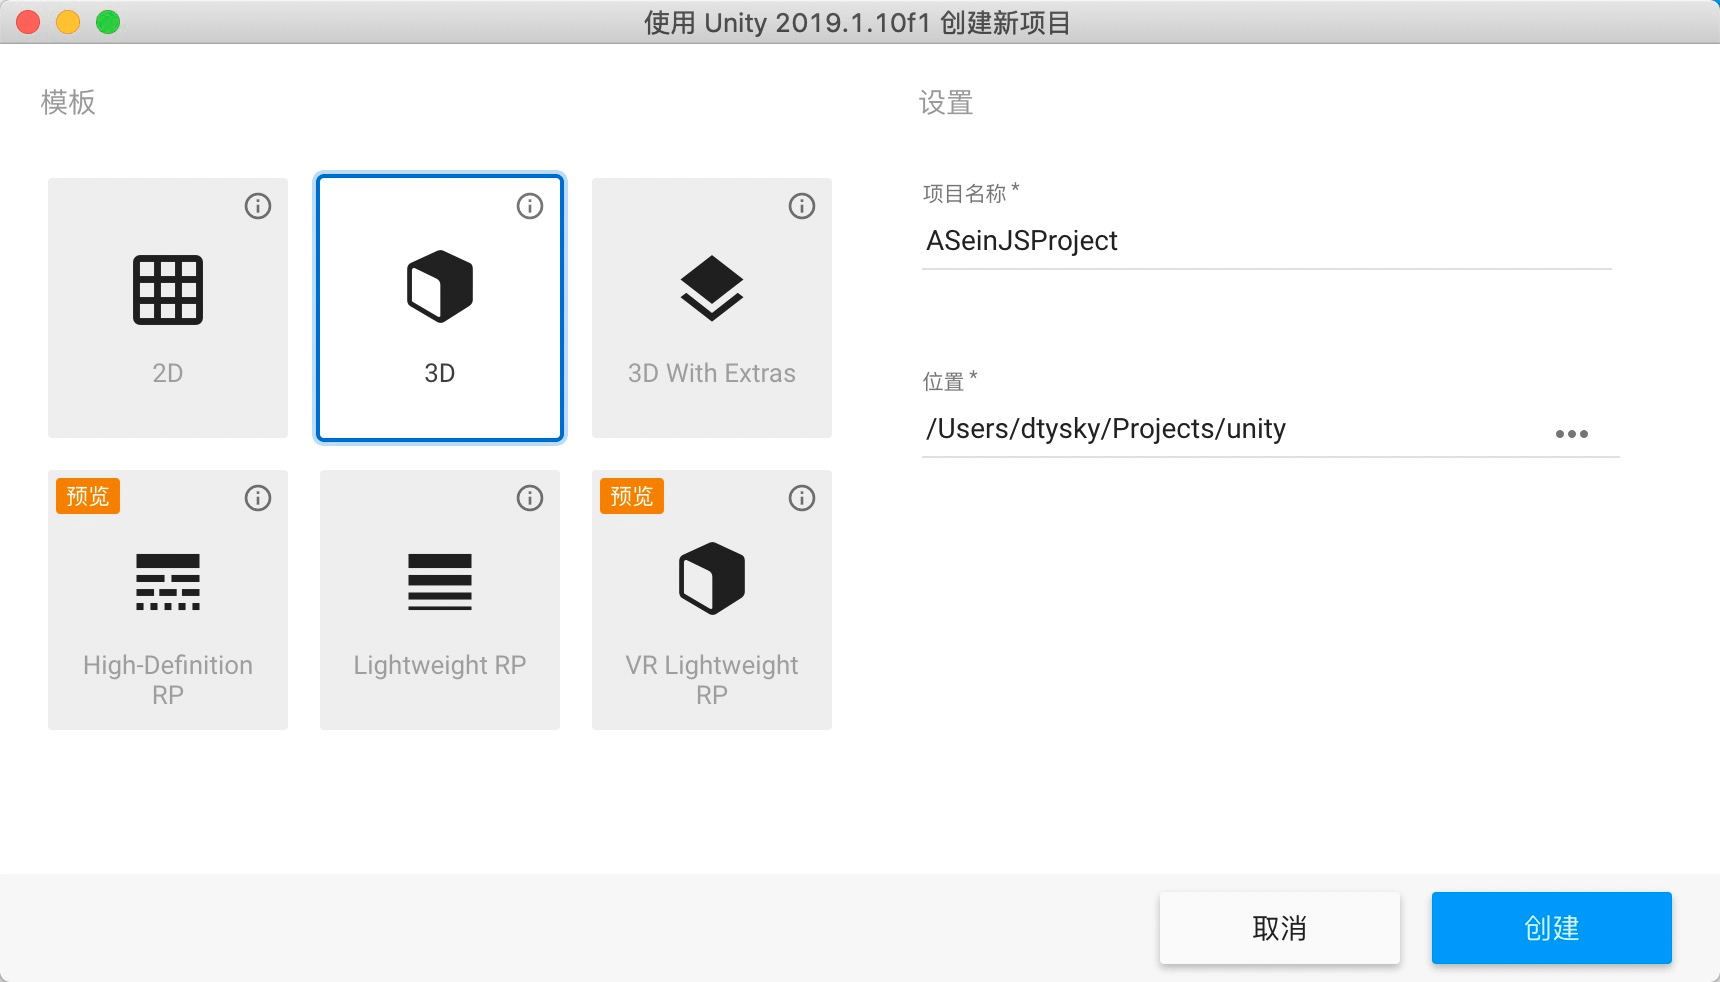 使用 Unity 2019.1.10f1 创建新项目
模板
2D
3D
3D With Extras
预览
High-Definition
RP
Lightweight RP
预览
VR Lightweight
RP
设置
项目名称 *
ASeinJSProject
位置 *
/Users/dtysky/Projects/unity
取消
创建